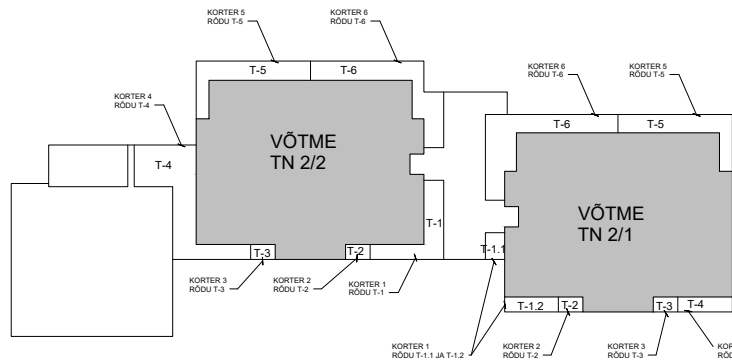 KORTER 5
RÕDU T-5
KORTER 6
RÕDU T-6
T-5
T-6
KORTER 4
RÕDU T-4
T-4
VÕTME
TN 2/2
T-1
T-3
T-2
KORTER 3
RÕDU T-3
KORTER 2
RÕDU T-2
KORTER 1
RÕDU T-1
KORTER 6
RÕDU T-6
KORTER 5
RÕDU T-5
T-6
T-5
VÕTME
TN 2/1
T-1.1
T-1.2
T-2
T-3
T-4
KORTER 1
RÕDU T-1.1 JA T-1.2
KORTER 2
RÕDU T-2
KORTER 3
RÕDU T-3